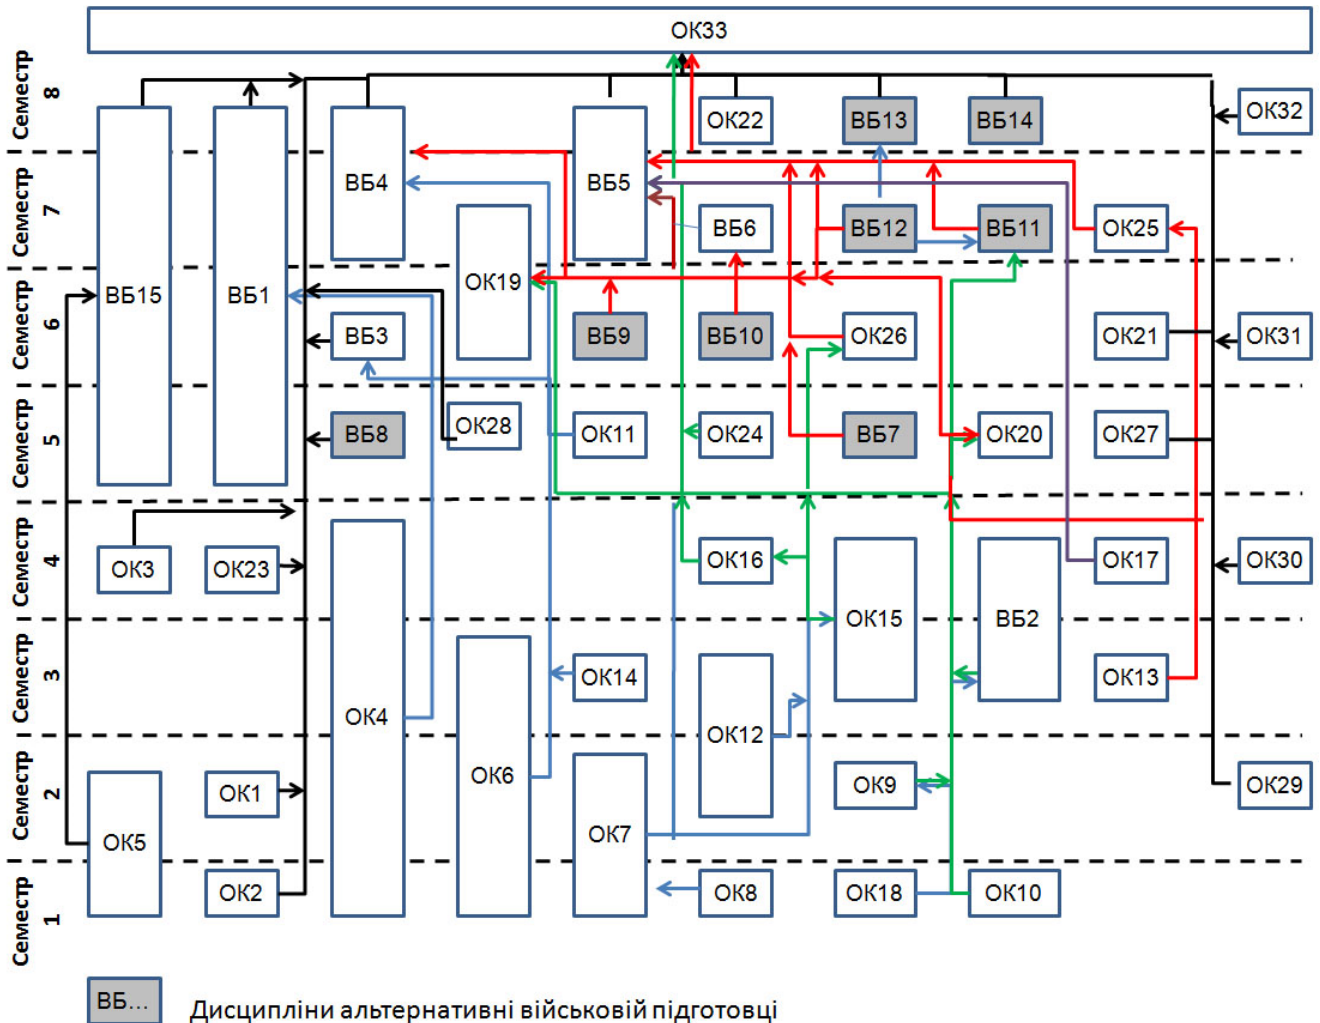 ОК33
Семестр 8
ОК22
ВБ13
ВБ14
ОК32
Семестр 7
ВБ4
ВБ5
ВБ6
ВБ12
ВБ11
ОК25
Семестр 6
ВБ15
ВБ1
ОК19
ВБ3
ВБ9
ВБ10
ОК26
ОК21
ОК31
Семестр 5
ВБ8
ОК28
ОК11
ОК24
ВБ7
ОК20
ОК27
Семестр 4
ОК3
ОК23
ОК16
ОК17
ОК30
ОК15
ВБ2
Семестр 3
ОК4
ОК14
ОК12
ОК13
Семестр 2
ОК1
ОК6
ОК9
ОК29
ОК5
ОК7
Семестр 1
ОК2
ОК8
ОК18
ОК10
ВБ...
Дисципліни альтернативні військовій підготовці